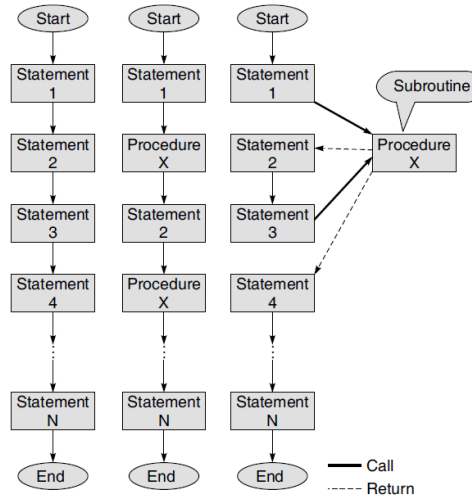 Start
Statement
1
Statement
2
Statement
3
Statement
4
Statement
N
End
Start
Statement
1
Procedure
X
Statement
2
Procedure
X
Statement
N
End
Start
Statement
1
Statement
2
Statement
3
Statement
4
Statement
N
End
Subroutine
Procedure
X
Call
Return